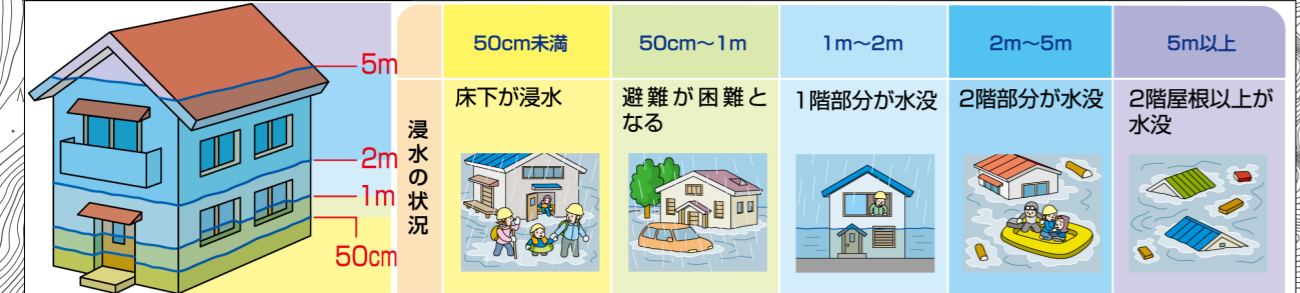 5m
2m
1m
50cm
浸水の状況
50cm未満
50cm～1m
1m～2m
2m～5m
5m以上
床下が浸水
避難が困難と
なる
1階部分が水没
2階部分が水没
2階屋根以上が
水没